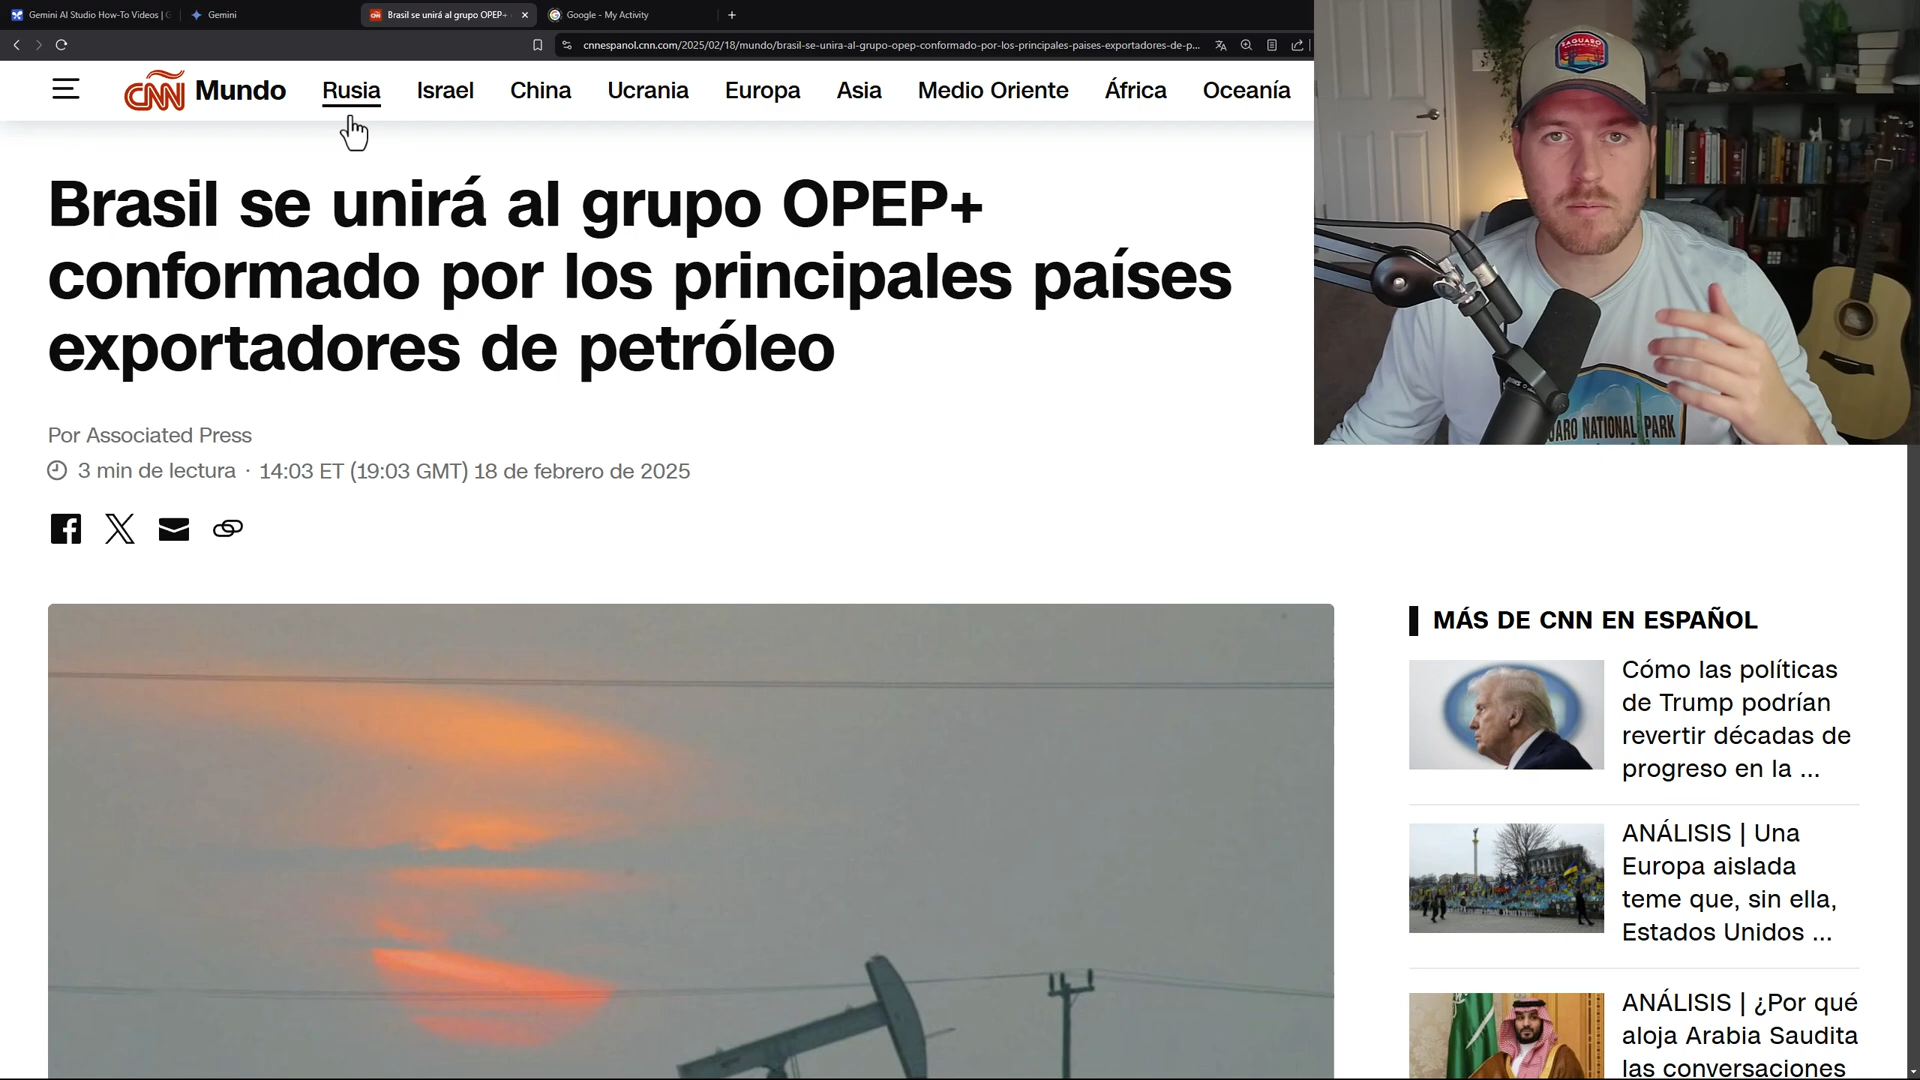 Gemini AI Studio How-To Videos |
Gemini
Brasil se unirá al grupo OPEP+
Google - My Activity
cnnespanol.cnn.com/2025/02/18/mundo/brasil-se-unira-al-grupo-opep-conformado-por-los-principales-paises-exportadores-de-p...
CNN Mundo Rusia Israel China Ucrania Europa Asia Medio Oriente África Oceanía
Brasil se unirá al grupo OPEP+
conformado por los principales países
exportadores de petróleo
Por Associated Press
3 min de lectura · 14:03 ET (19:03 GMT) 18 de febrero de 2025
SAGUARO
NATIONAL PARK
MÁS DE CNN EN ESPAÑOL
Cómo las políticas
de Trump podrían
revertir décadas de
progreso en la ...
ANÁLISIS | Una
Europa aislada
teme que, sin ella,
Estados Unidos ...
ANÁLISIS | ¿Por qué
aloja Arabia Saudita
las conversaciones